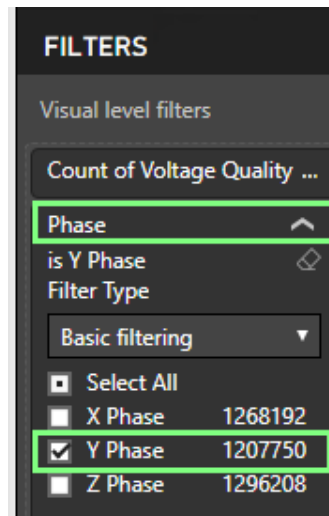 FILTERS
Visual level filters
Count of Voltage Quality ...
Phase
is Y Phase
Filter Type
Basic filtering
Select All
X Phase 1268192
Y Phase 1207750
Z Phase 1296208